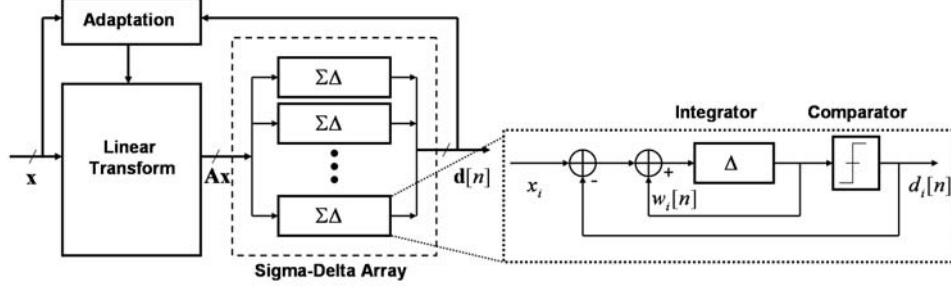 Adaptation
Linear
Transform
x
Ax
ΣΔ
ΣΔ
ΣΔ
d[n]
Sigma-Delta Array
Integrator
Comparator
x_i
-
+
Δ
w_i[n]
d_i[n]